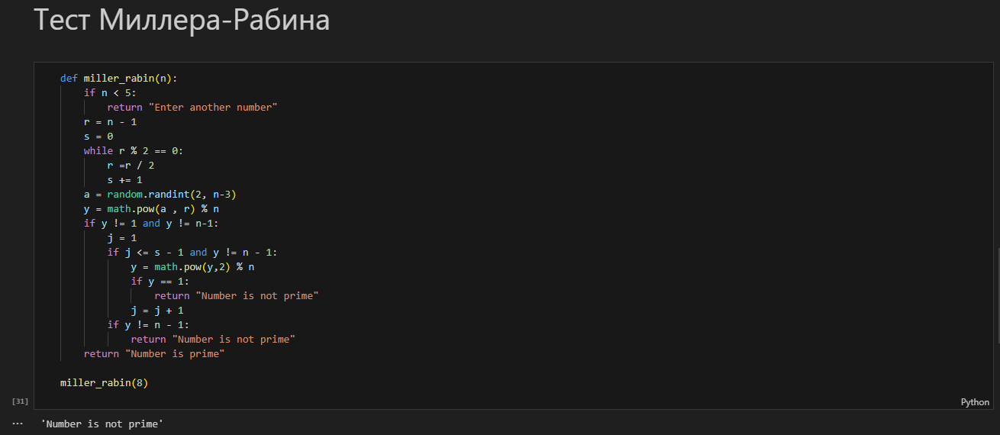 Тест Миллера-Рабина
def miller_rabin(n):
    if n < 5:
        return "Enter another number"
    r = n - 1
    s = 0
    while r % 2 == 0:
        r =r / 2
        s += 1
    a = random.randint(2, n-3)
    y = math.pow(a , r) % n
    if y != 1 and y != n-1:
        j = 1
        if j <= s - 1 and y != n - 1:
            y = math.pow(y,2) % n
            if y == 1:
                return "Number is not prime"
            j = j + 1
        if y != n - 1:
            return "Number is not prime"
    return "Number is prime"
miller_rabin(8)
[31]
Python
... 'Number is not prime'